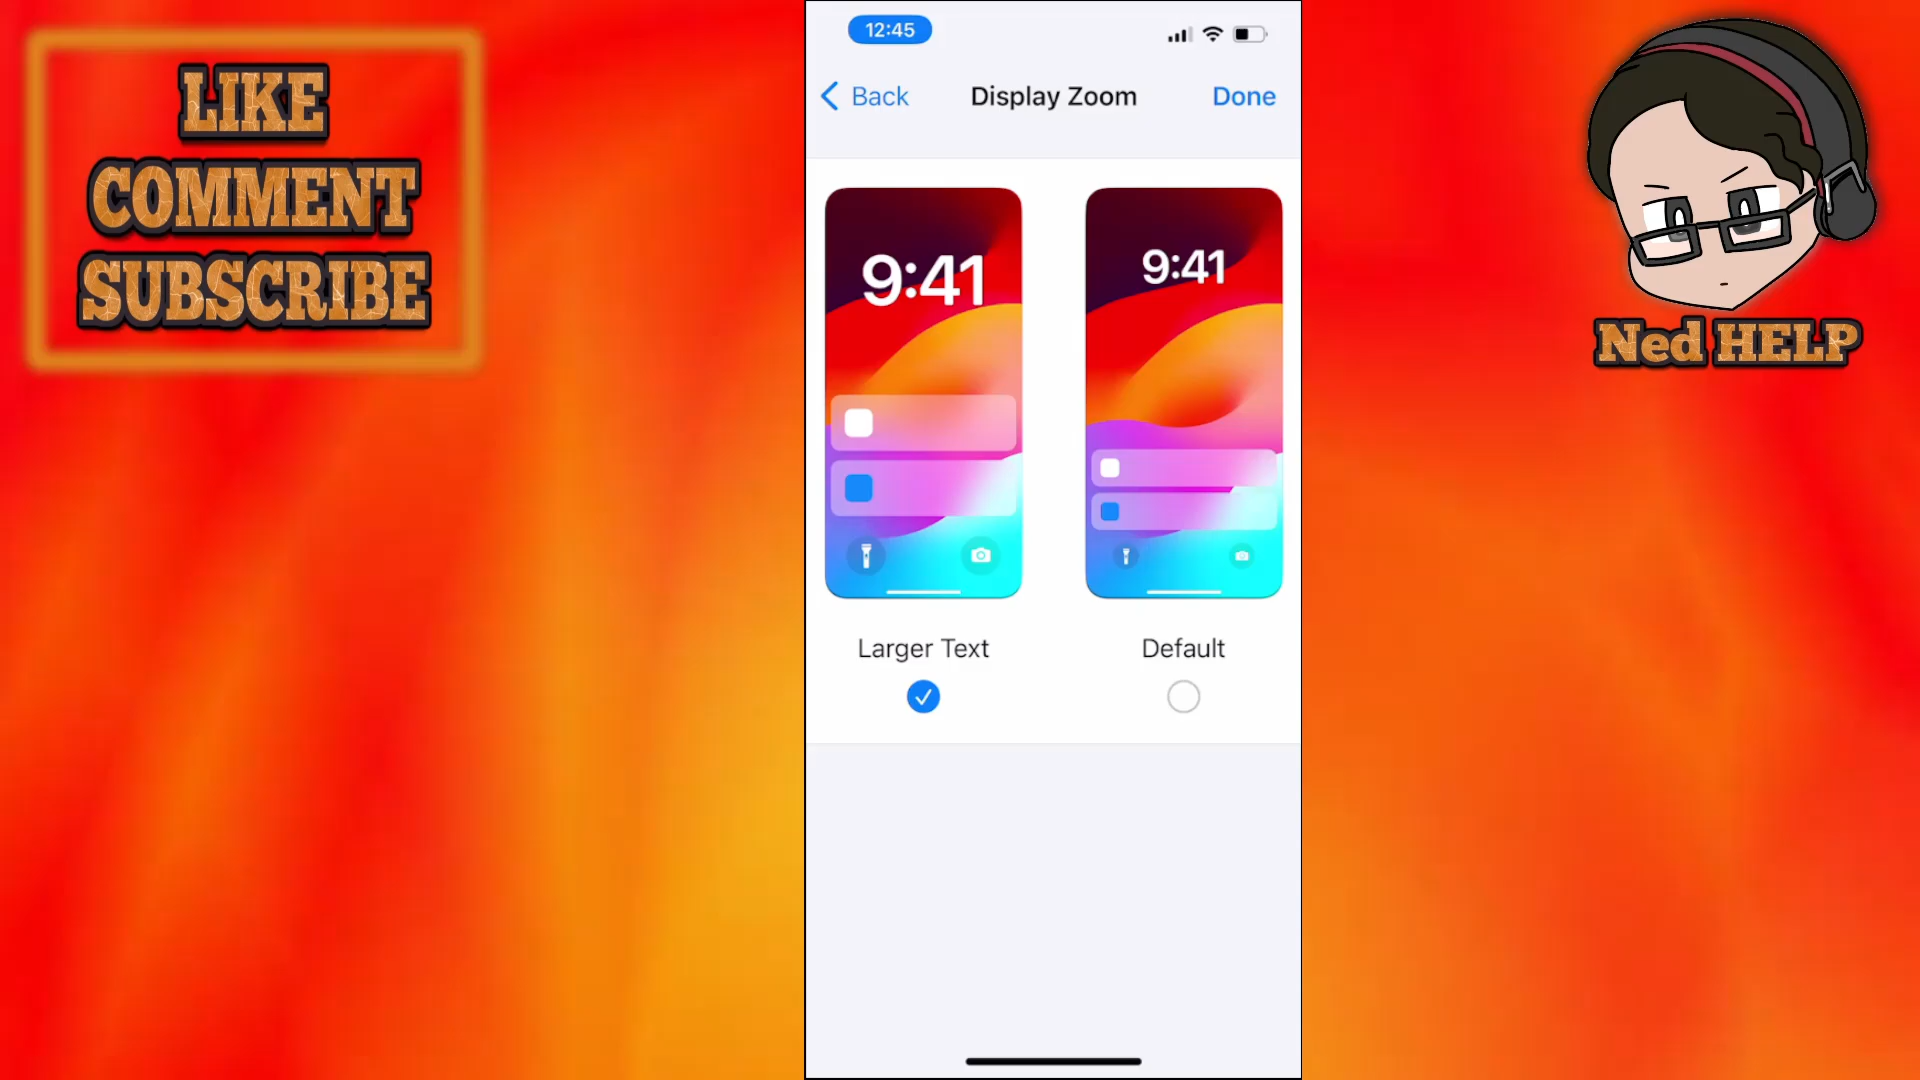 LIKE
COMMENT
SUBSCRIBE
12:45
Back
Display Zoom
Done
9:41
9:41
Larger Text
Default
Ned HELP